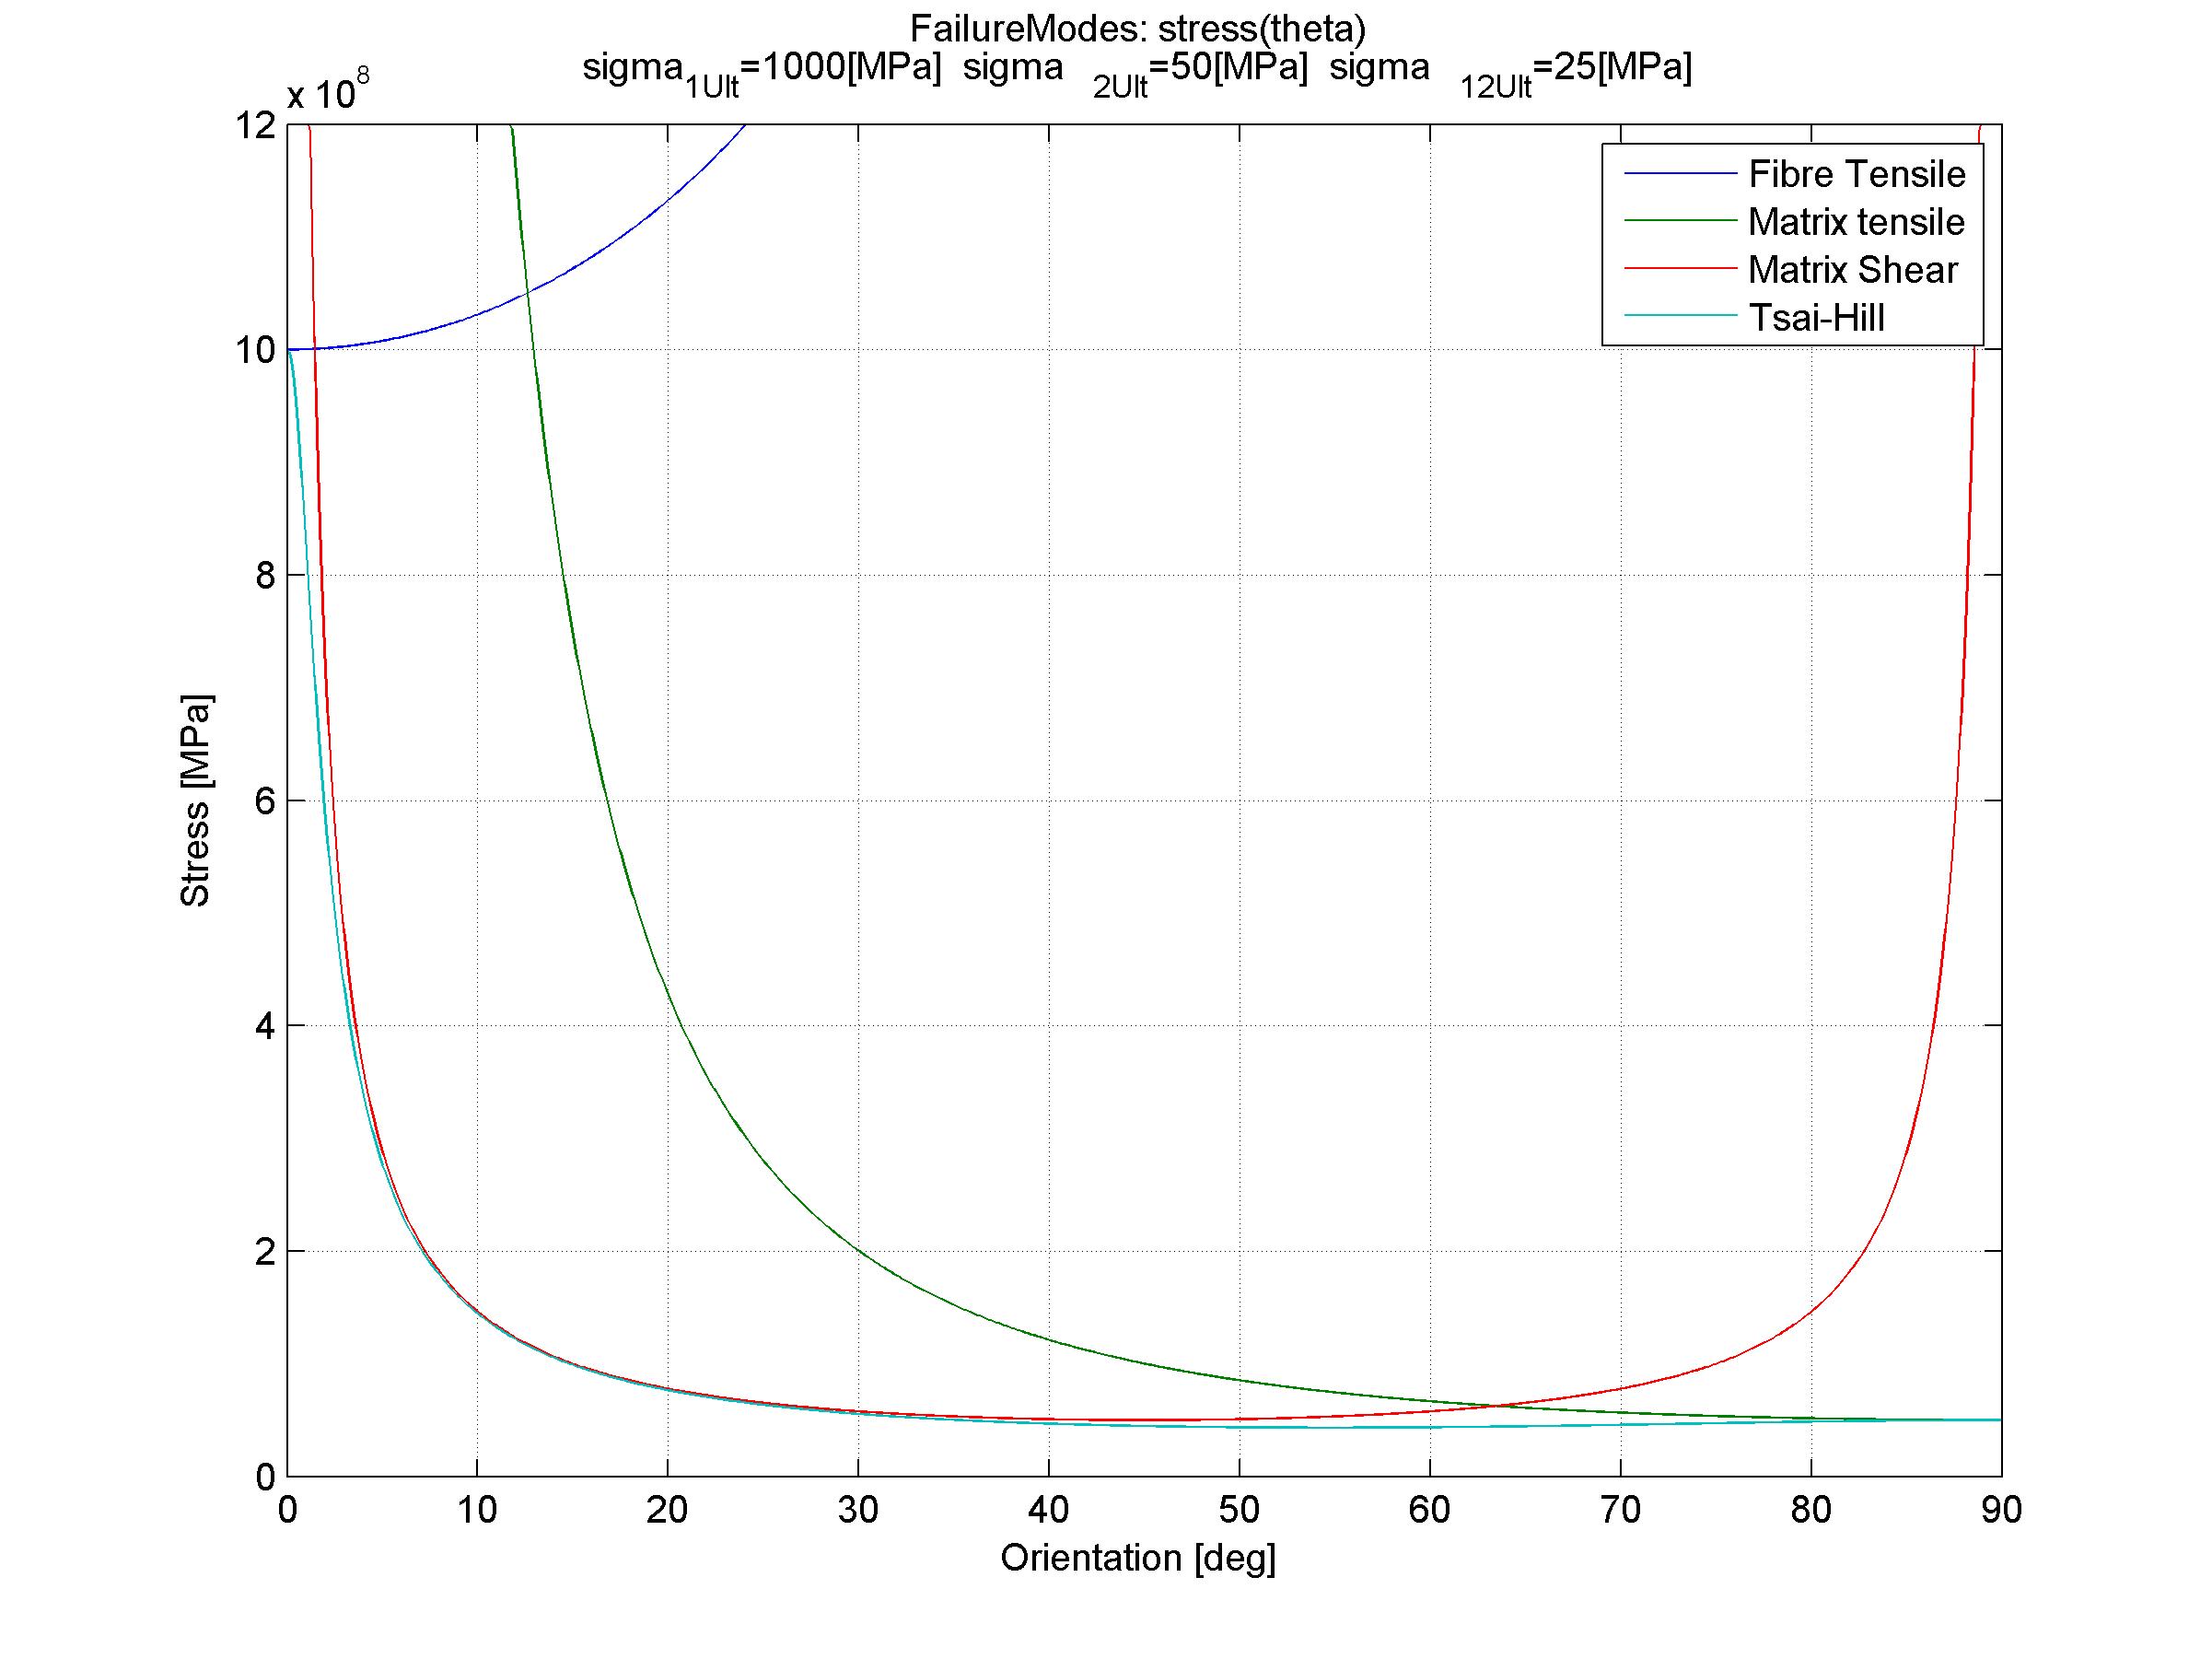 FailureModes: stress(theta)
sigma1Ult=1000[MPa] sigma 2Ult=50[MPa] sigma 12Ult=25[MPa]
x 10^8
12
10
8
6
4
2
0
Stress [MPa]
Fibre Tensile
Matrix tensile
Matrix Shear
Tsai-Hill
0 10 20 30 40 50 60 70 80 90
Orientation [deg]